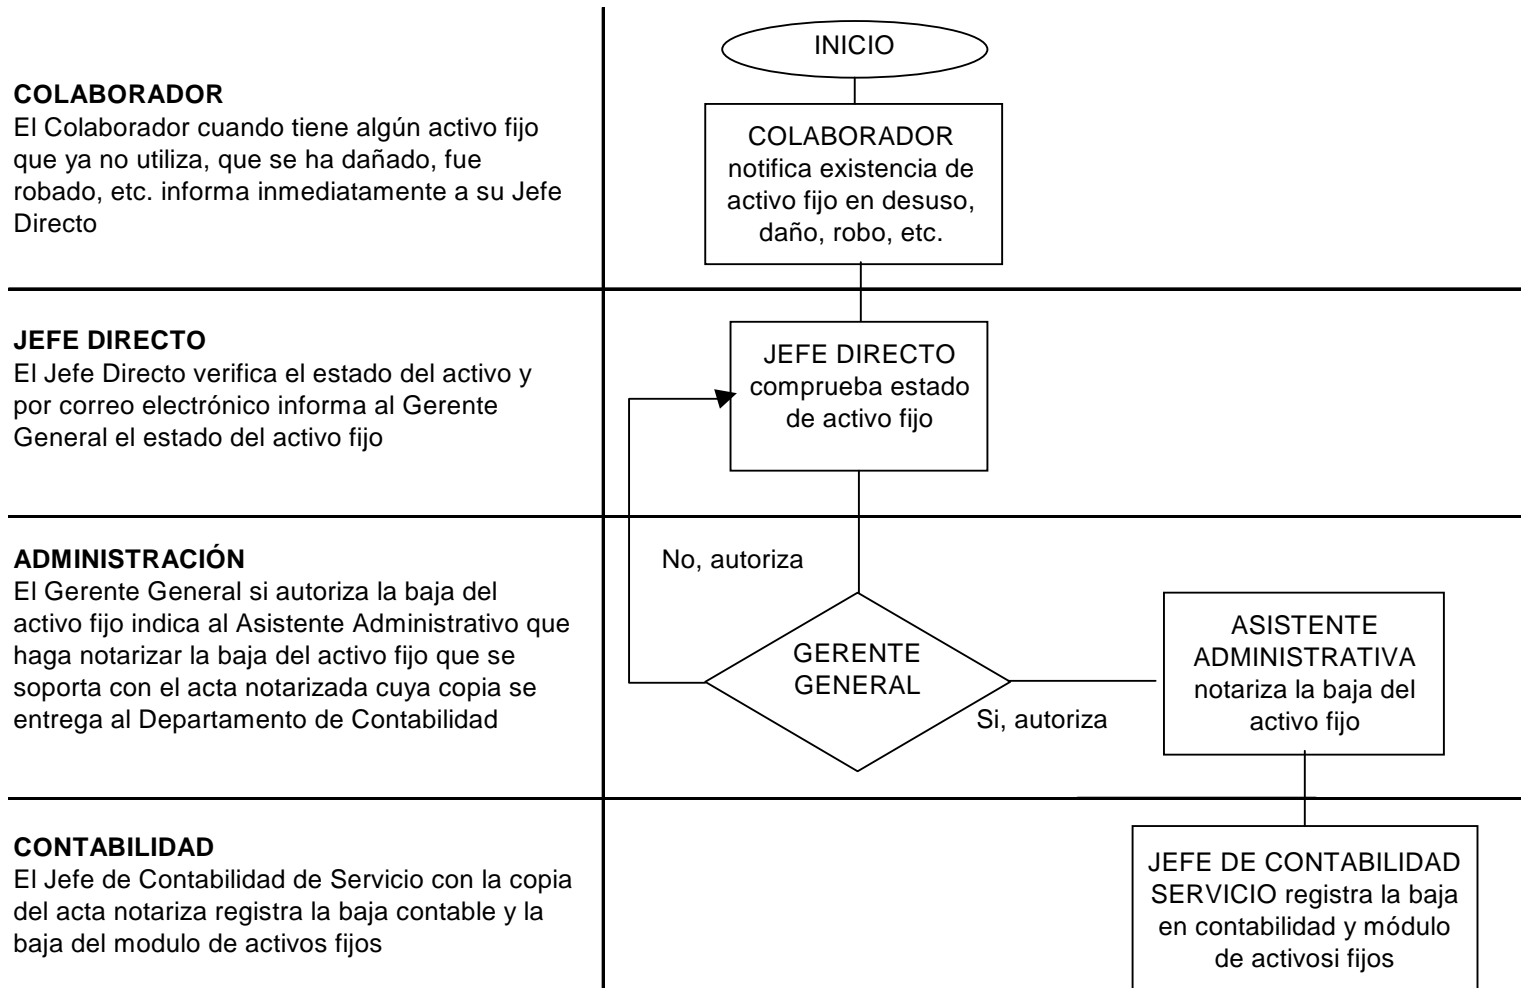 INICIO
COLABORADOR
El Colaborador cuando tiene algún activo fijo
que ya no utiliza, que se ha dañado, fue
robado, etc. informa inmediatamente a su Jefe
Directo
COLABORADOR
notifica existencia de
activo fijo en desuso,
daño, robo, etc.
JEFE DIRECTO
El Jefe Directo verifica el estado del activo y
por correo electrónico informa al Gerente
General el estado del activo fijo
JEFE DIRECTO
comprueba estado
de activo fijo
ADMINISTRACIÓN
El Gerente General si autoriza la baja del
activo fijo indica al Asistente Administrativo que
haga notarizar la baja del activo fijo que se
soporta con el acta notarizada cuya copia se
entrega al Departamento de Contabilidad
No, autoriza
GERENTE
GENERAL
Si, autoriza
ASISTENTE
ADMINISTRATIVA
notariza la baja del
activo fijo
CONTABILIDAD
El Jefe de Contabilidad de Servicio con la copia
del acta notariza registra la baja contable y la
baja del modulo de activos fijos
JEFE DE CONTABILIDAD
SERVICIO registra la baja
en contabilidad y módulo
de activosi fijos